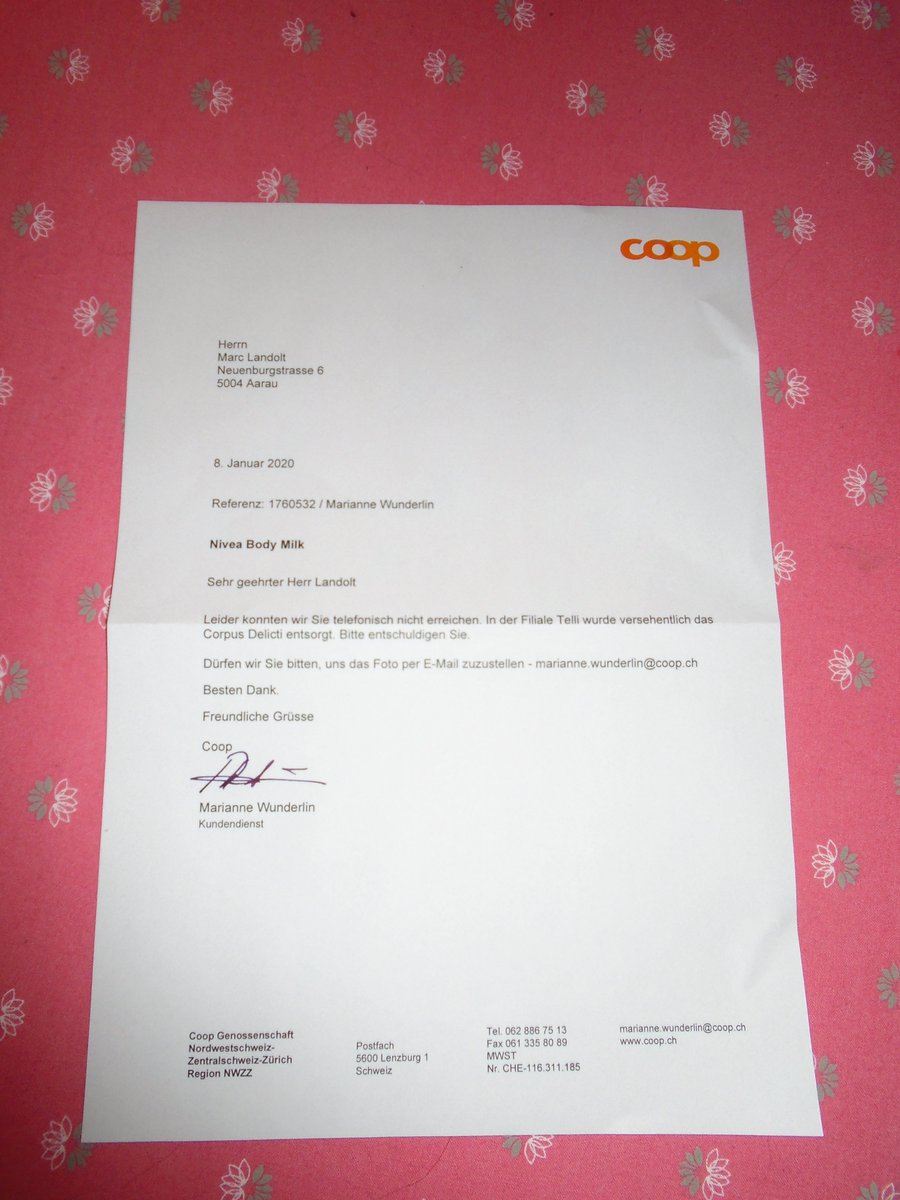 coop
Herrn
Marc Landolt
Neuenburgstrasse 6
5004 Aarau
8. Januar 2020
Referenz: 1760532 / Marianne Wunderlin
Nivea Body Milk
Sehr geehrter Herr Landolt
Leider konnten wir Sie telefonisch nicht erreichen. In der Filiale Telli wurde versehentlich das
Corpus Delicti entsorgt. Bitte entschuldigen Sie.
Dürfen wir Sie bitten, uns das Foto per E-Mail zuzustellen - marianne.wunderlin@coop.ch
Besten Dank.
Freundliche Grüsse
Coop
Marianne Wunderlin
Kundendienst
Coop Genossenschaft
Nordwestschweiz-
Zentralschweiz-Zürich
Region NWZZ
Postfach
5600 Lenzburg 1
Schweiz
Tel. 062 886 75 13
Fax 061 335 80 89
MWST
Nr. CHE-116.311.185
marianne.wunderlin@coop.ch
www.coop.ch